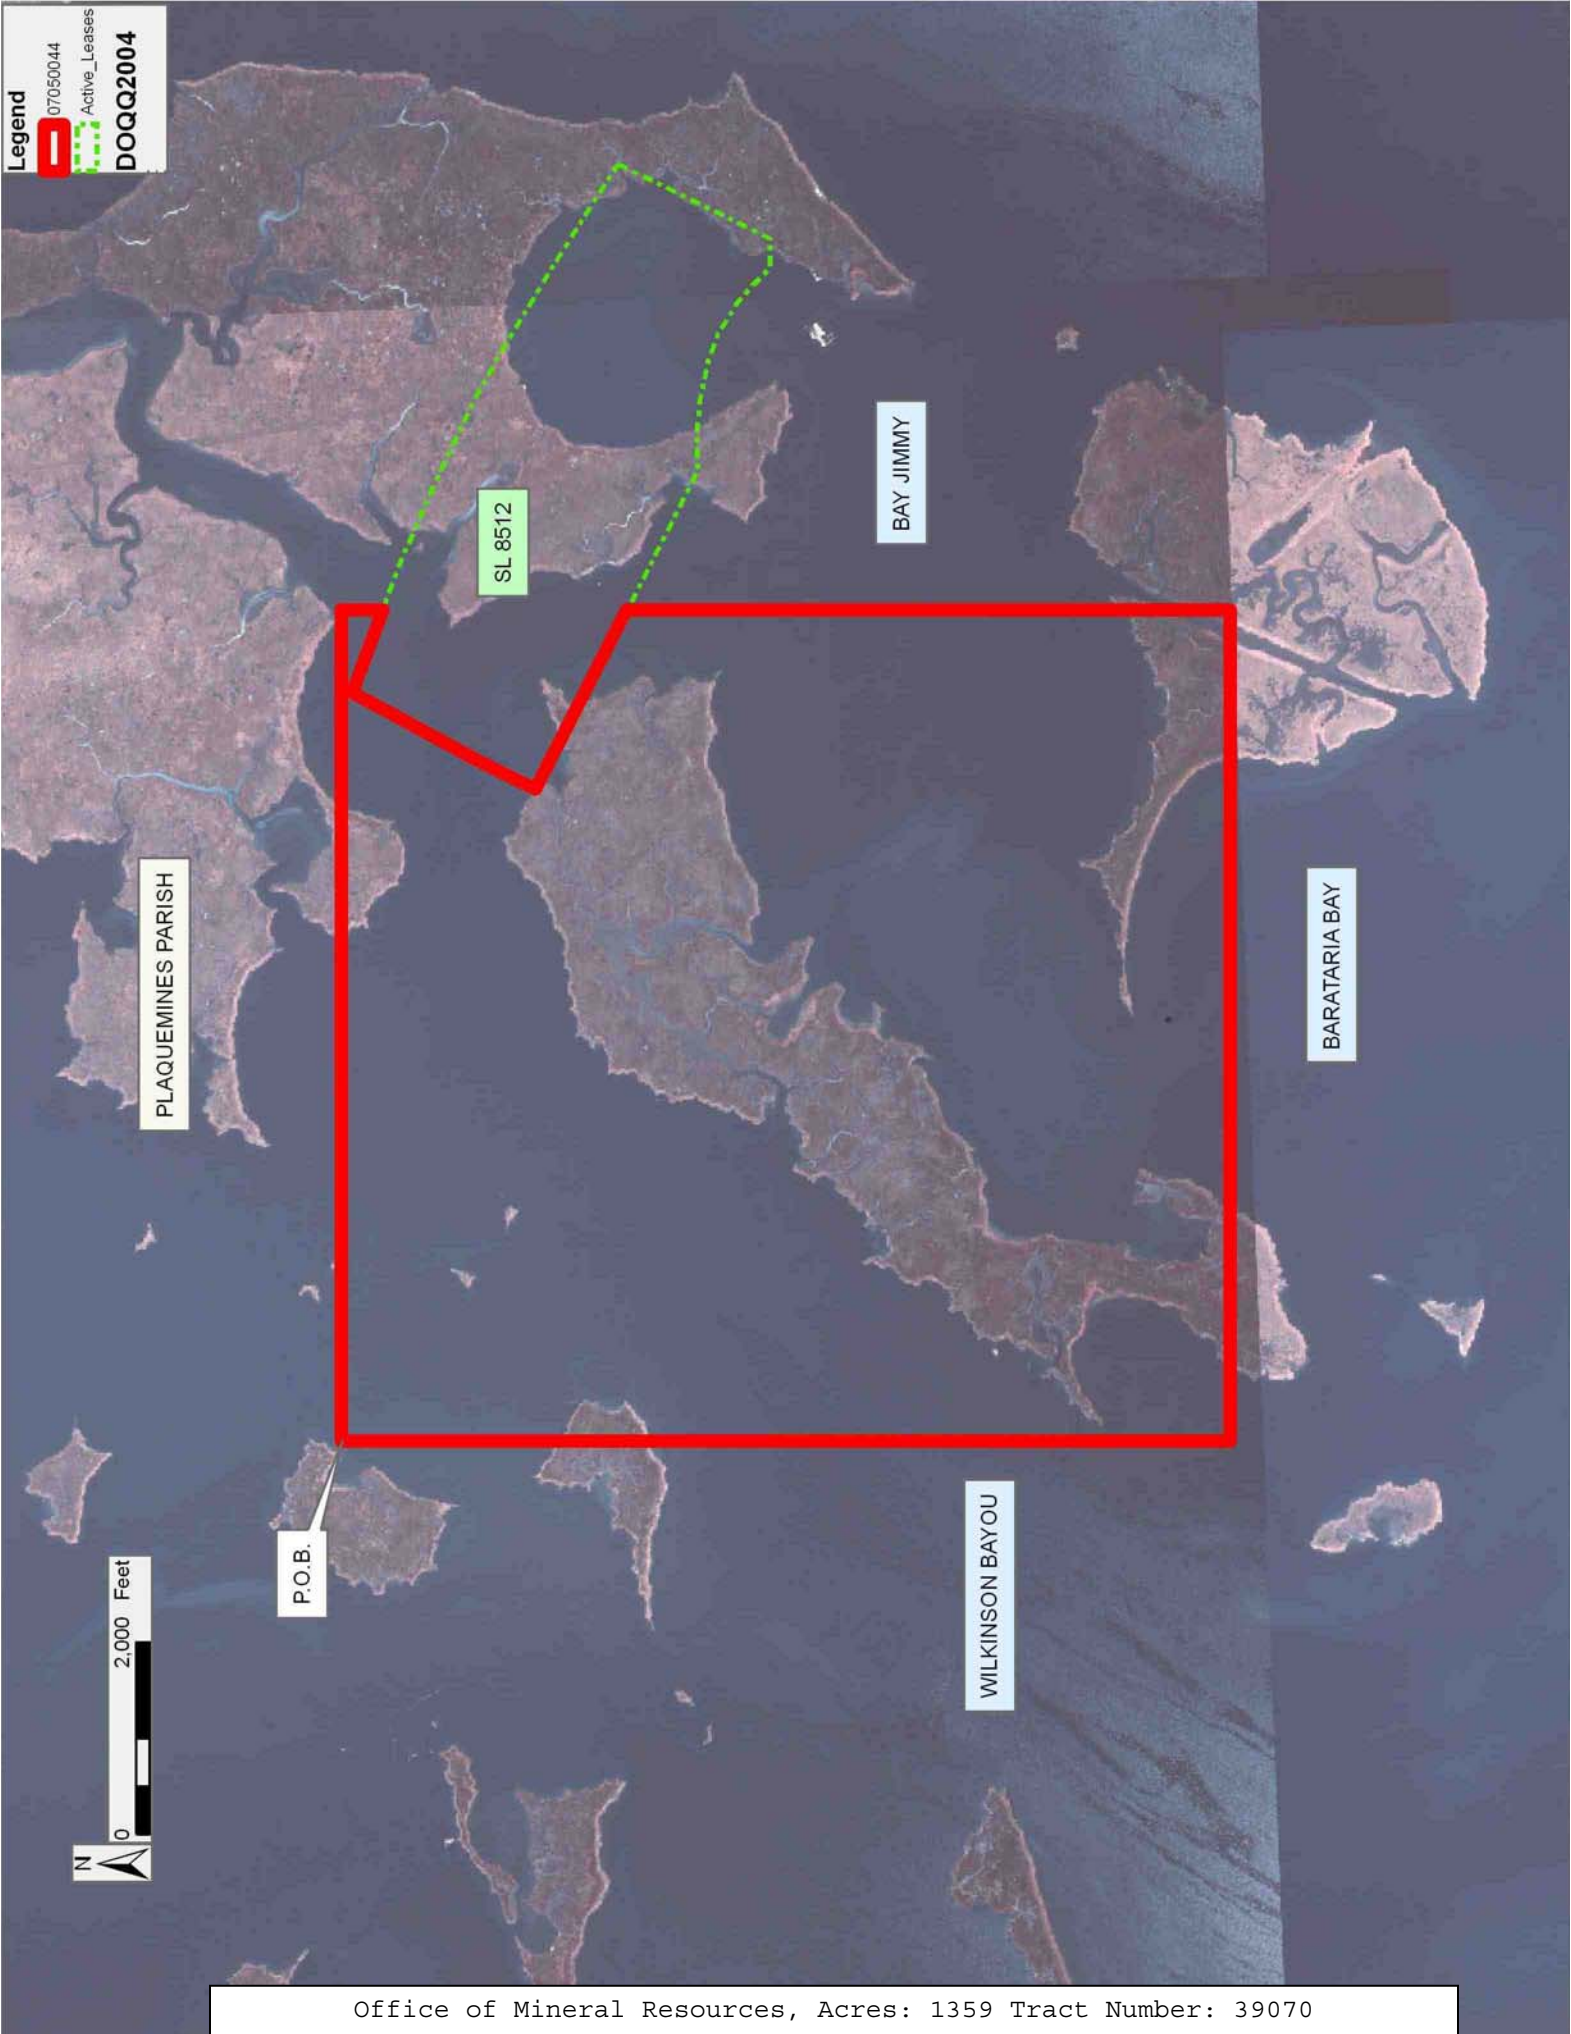 Legend
07050044
Active_Leases
DOQQ2004
PLAQUEMINES PARISH
SL 8512
BAY JIMMY
BARATARIA BAY
WILKINSON BAYOU
P.O.B.
0 2,000 Feet
N
Office of Mineral Resources, Acres: 1359 Tract Number: 39070